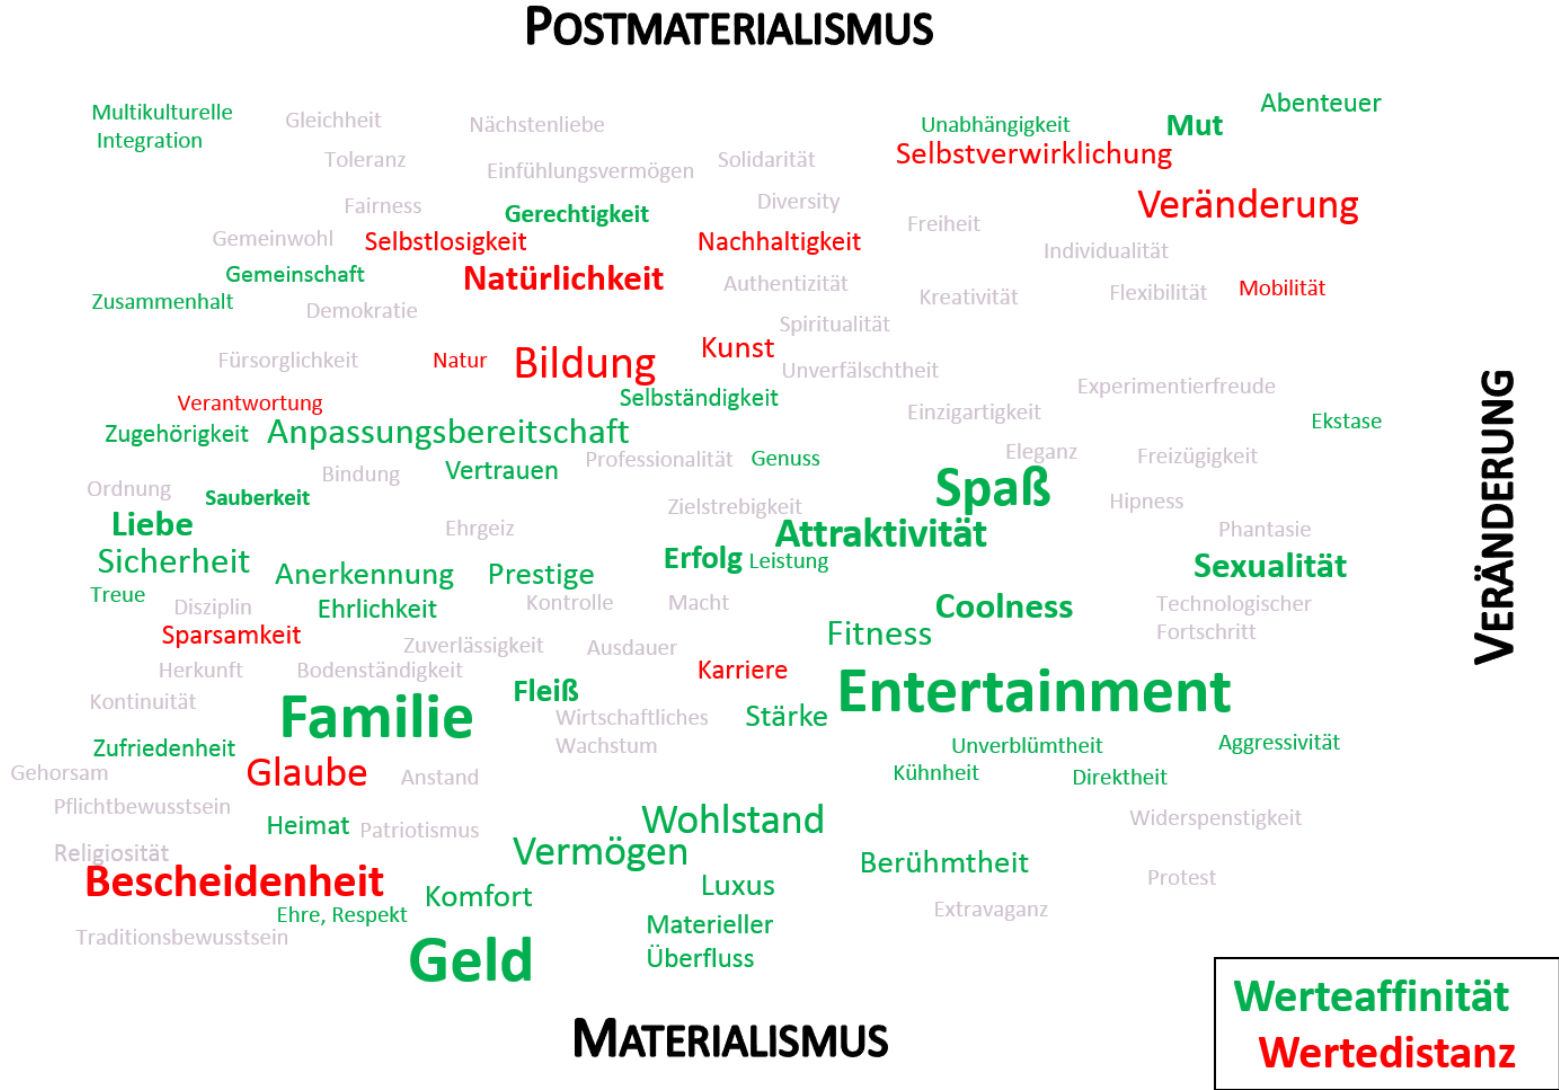 POSTMATERIALISMUS
Abenteuer
Multikulturelle
Integration
Gleichheit
Nächstenliebe
Unabhängigkeit
Mut
Toleranz
Einfühlungsvermögen
Solidarität
Selbstverwirklichung
Fairness
Gerechtigkeit
Diversity
Veränderung
Freiheit
Gemeinwohl
Selbstlosigkeit
Nachhaltigkeit
Individualität
Gemeinschaft
Natürlichkeit
Authentizität
Kreativität
Flexibilität
Mobilität
Zusammenhalt
Demokratie
Spiritualität
Fürsorglichkeit
Natur
Bildung
Kunst
Unverfälschtheit
Experimentierfreude
Verantwortung
Selbständigkeit
Einzigartigkeit
Ekstase
Zugehörigkeit
Anpassungsbereitschaft
Eleganz
Freizügigkeit
Bindung
Vertrauen
Professionalität
Genuss
Ordnung
Sauberkeit
Zielstrebigkeit
Spaß
Hipness
VERÄNDERUNG
Liebe
Ehrgeiz
Attraktivität
Phantasie
Sicherheit
Anerkennung
Prestige
Erfolg
Leistung
Sexualität
Treue
Disziplin
Ehrlichkeit
Kontrolle
Macht
Coolness
Technologischer
Fortschritt
Sparsamkeit
Zuverlässigkeit
Ausdauer
Fitness
Herkunft
Bodenständigkeit
Karriere
Kontinuität
Familie
Fleiß
Entertainment
Wirtschaftliches
Wachstum
Stärke
Zufriedenheit
Unverblümtheit
Aggressivität
Gehorsam
Glaube
Anstand
Kühnheit
Direktheit
Pflichtbewusstsein
Heimat
Patriotismus
Wohlstand
Widerspenstigkeit
Religiosität
Vermögen
Berühmtheit
Bescheidenheit
Komfort
Luxus
Protest
Ehre, Respekt
Extravaganz
Traditionsbewusstsein
Materieller
Überfluss
Geld
Werteaffinität
Wertedistanz
MATERIALISMUS